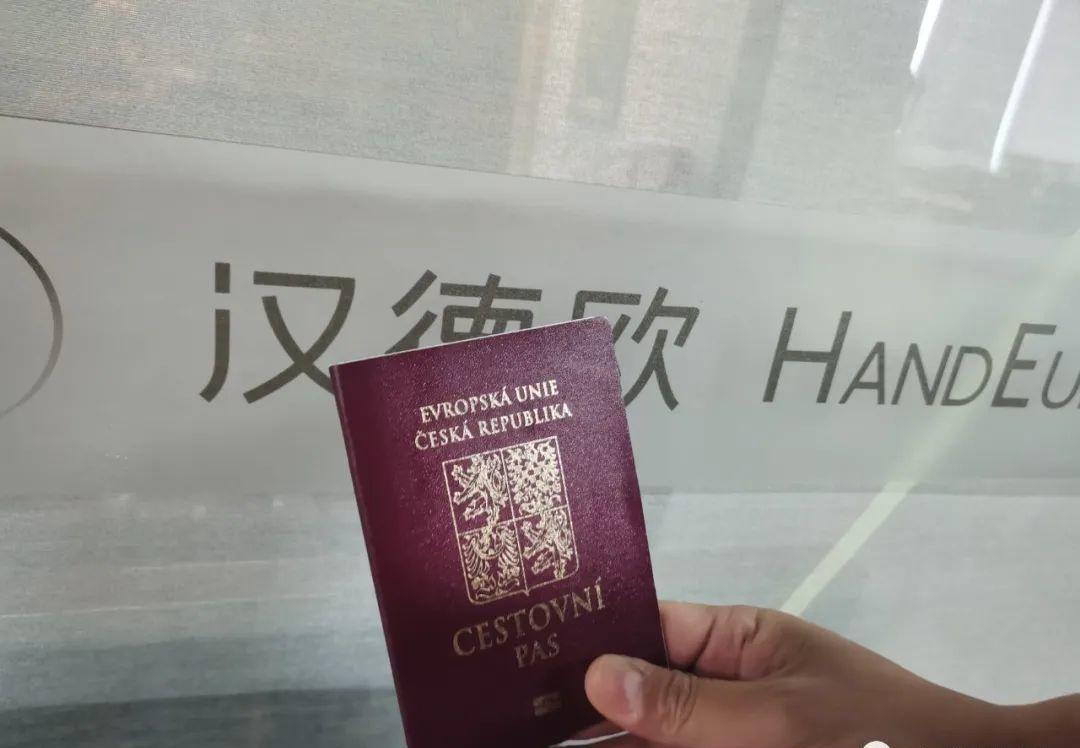 汉德欧 HANDEU
EVROPSKÁ UNIE
ČESKÁ REPUBLIKA
CESTOVNÍ
PAS